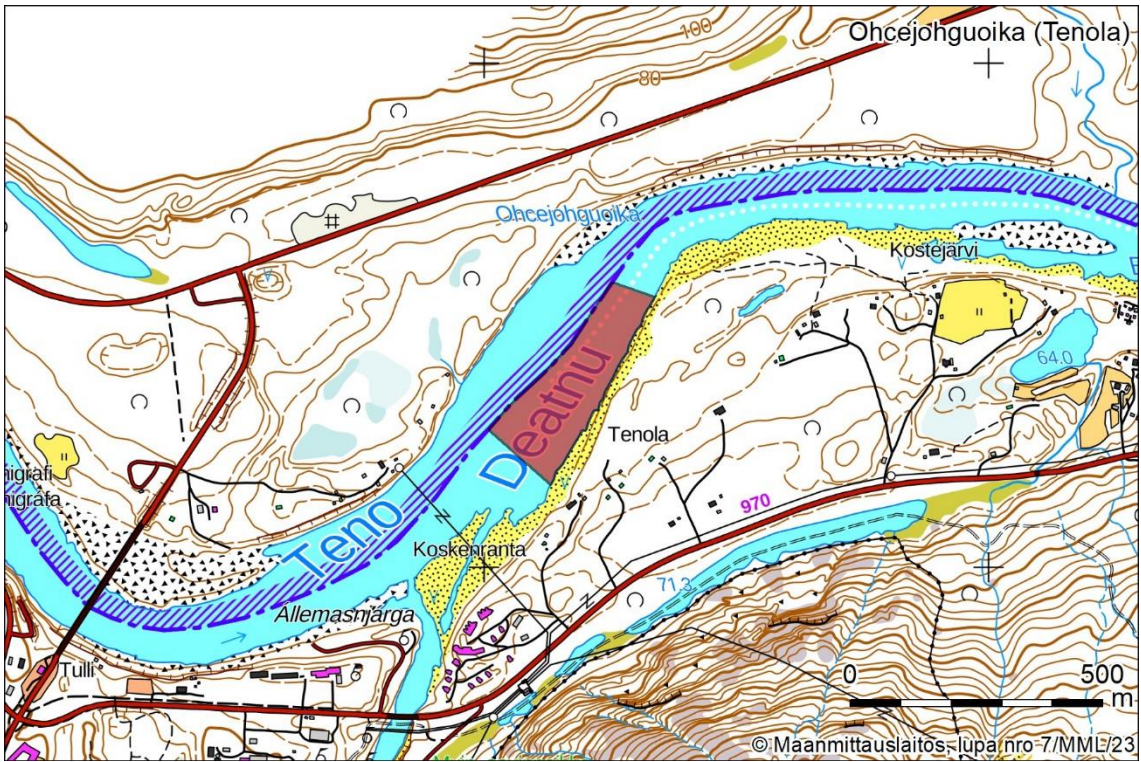 Ohcejohguoika (Tenola)
100
80
Ohcejohguoika
Kostejärvi
64.0
Deatnu
Tenola
970
Teno
Koskenranta
71.3
Állemasnjárga
Tulli
0 500
m
© Maanmittauslaitos, lupa nro 7/MML/23